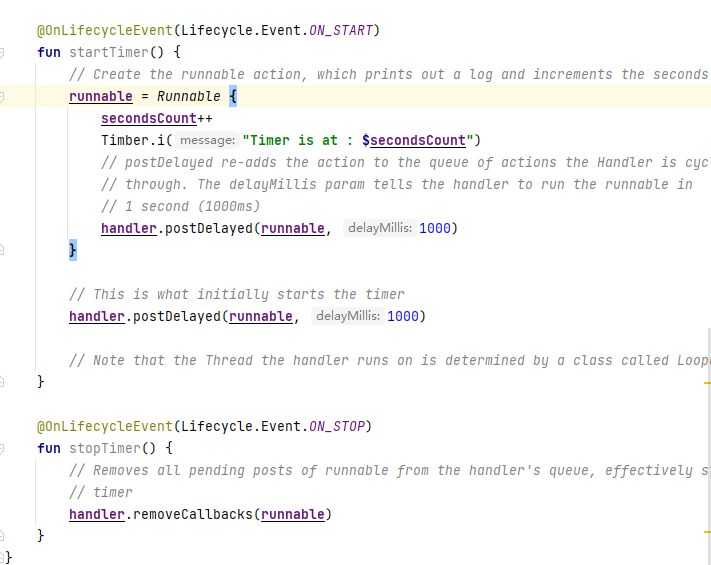 @OnLifecycleEvent(Lifecycle.Event.ON_START)
fun startTimer() {
// Create the runnable action, which prints out a log and increments the seconds
runnable = Runnable {
secondsCount++
Timber.i( message: "Timer is at : $secondsCount")
// postDelayed re-adds the action to the queue of actions the Handler is cyc
// through. The delayMillis param tells the handler to run the runnable in
// 1 second (1000ms)
handler.postDelayed(runnable, delayMillis: 1000)
}
// This is what initially starts the timer
handler.postDelayed(runnable, delayMillis: 1000)
// Note that the Thread the handler runs on is determined by a class called Loope
}
@OnLifecycleEvent(Lifecycle.Event.ON_STOP)
fun stopTimer() {
// Removes all pending posts of runnable from the handler's queue, effectively st
// timer
handler.removeCallbacks(runnable)
}
}